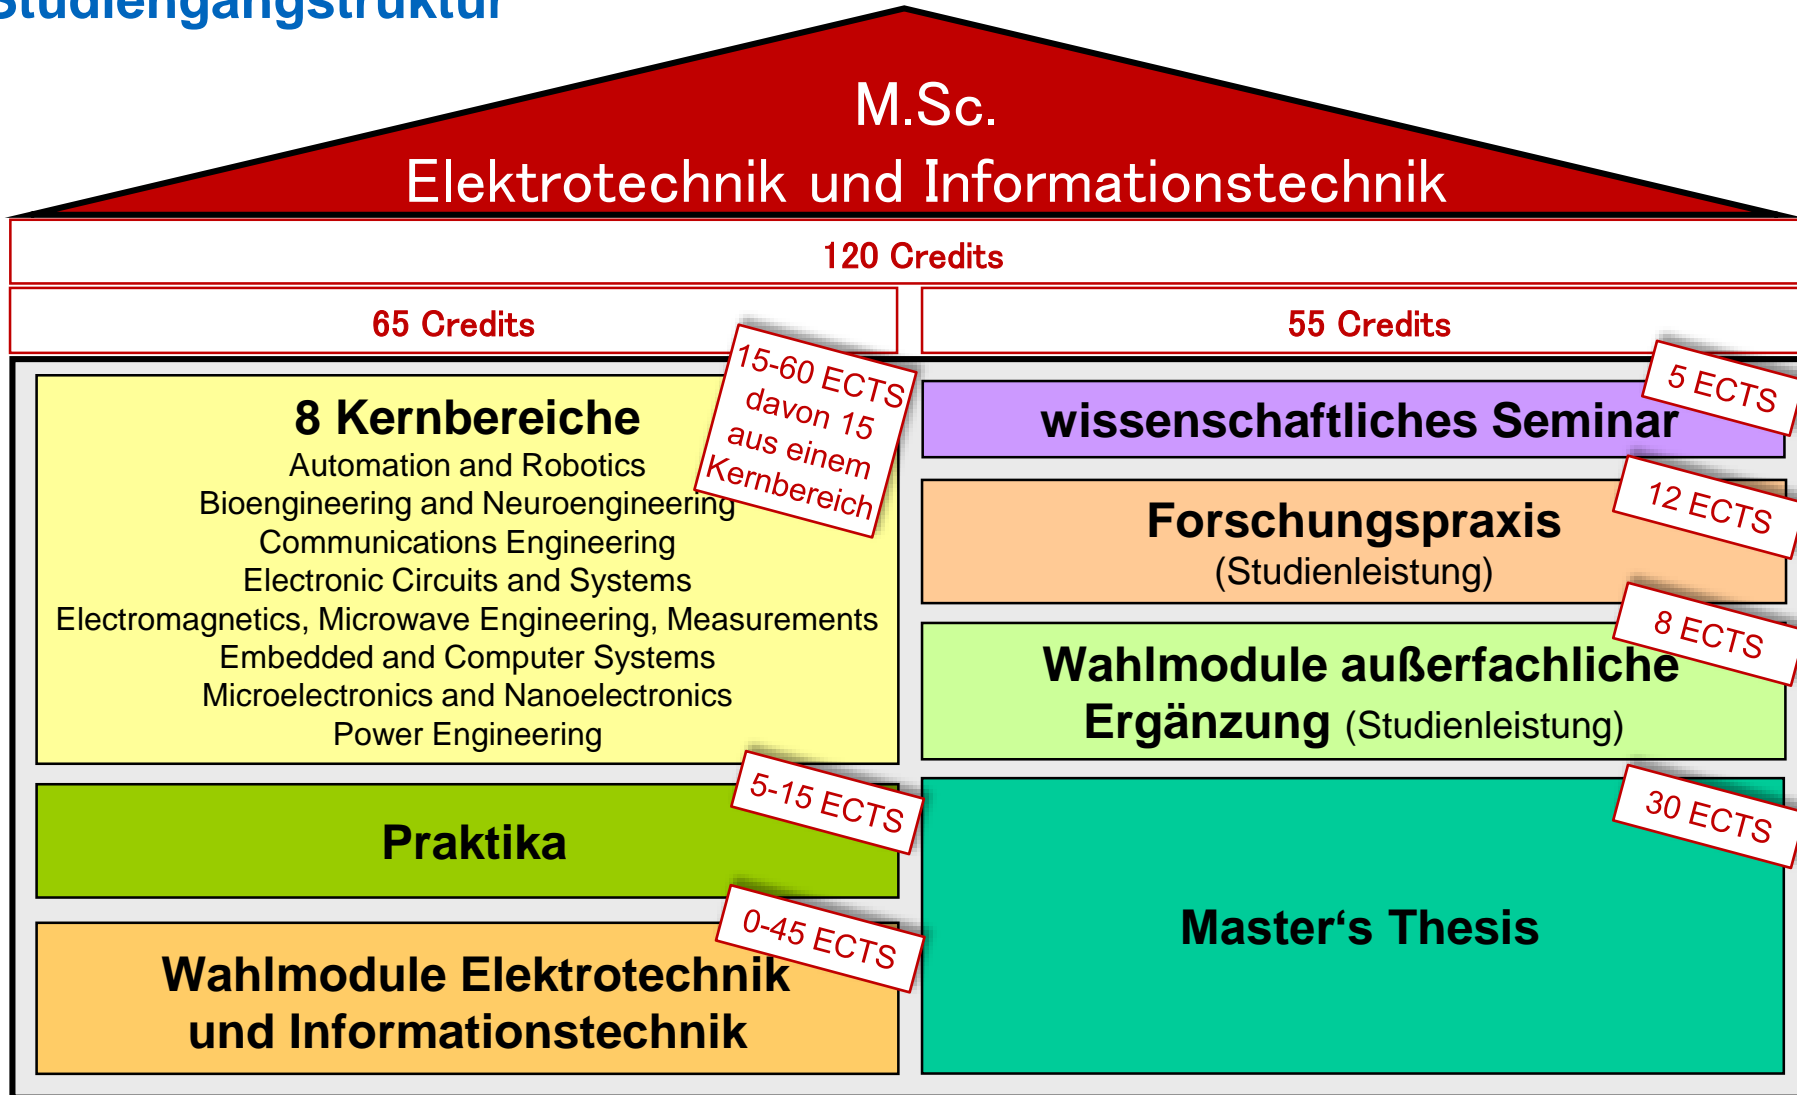 Studiengangstruktur
M.Sc.
Elektrotechnik und Informationstechnik
120 Credits
65 Credits
55 Credits
8 Kernbereiche
Automation and Robotics
Bioengineering and Neuroengineering
Communications Engineering
Electronic Circuits and Systems
Electromagnetics, Microwave Engineering, Measurements
Embedded and Computer Systems
Microelectronics and Nanoelectronics
Power Engineering
15-60 ECTS
davon 15
aus einem
Kernbereich
Praktika
5-15 ECTS
Wahlmodule Elektrotechnik
und Informationstechnik
0-45 ECTS
wissenschaftliches Seminar
5 ECTS
Forschungspraxis
(Studienleistung)
12 ECTS
Wahlmodule außerfachliche
Ergänzung (Studienleistung)
8 ECTS
Master‘s Thesis
30 ECTS